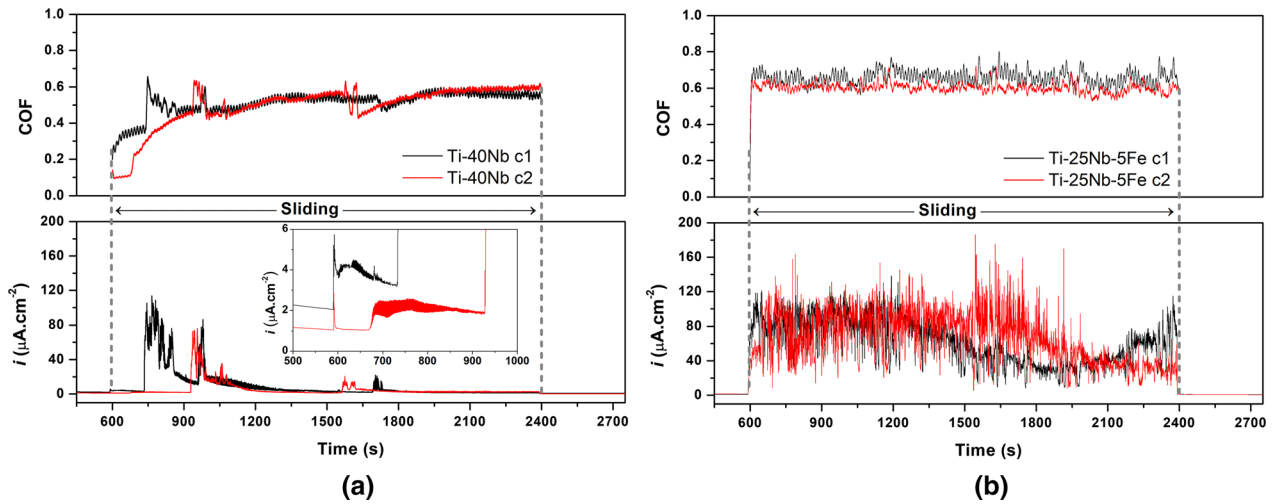 1.0
0.8
0.6
0.4
0.2
0.0
COF
Ti-40Nb c1
Ti-40Nb c2
Sliding
200
160
120
80
40
0
i (µA.cm⁻²)
6
4
2
0
i (µA.cm⁻²)
500 600 700 800 900 1000
600 900 1200 1500 1800 2100 2400 2700
Time (s)
(a)
1.0
0.8
0.6
0.4
0.2
0.0
COF
Ti-25Nb-5Fe c1
Ti-25Nb-5Fe c2
Sliding
200
160
120
80
40
0
i (µA.cm⁻²)
600 900 1200 1500 1800 2100 2400 2700
Time (s)
(b)